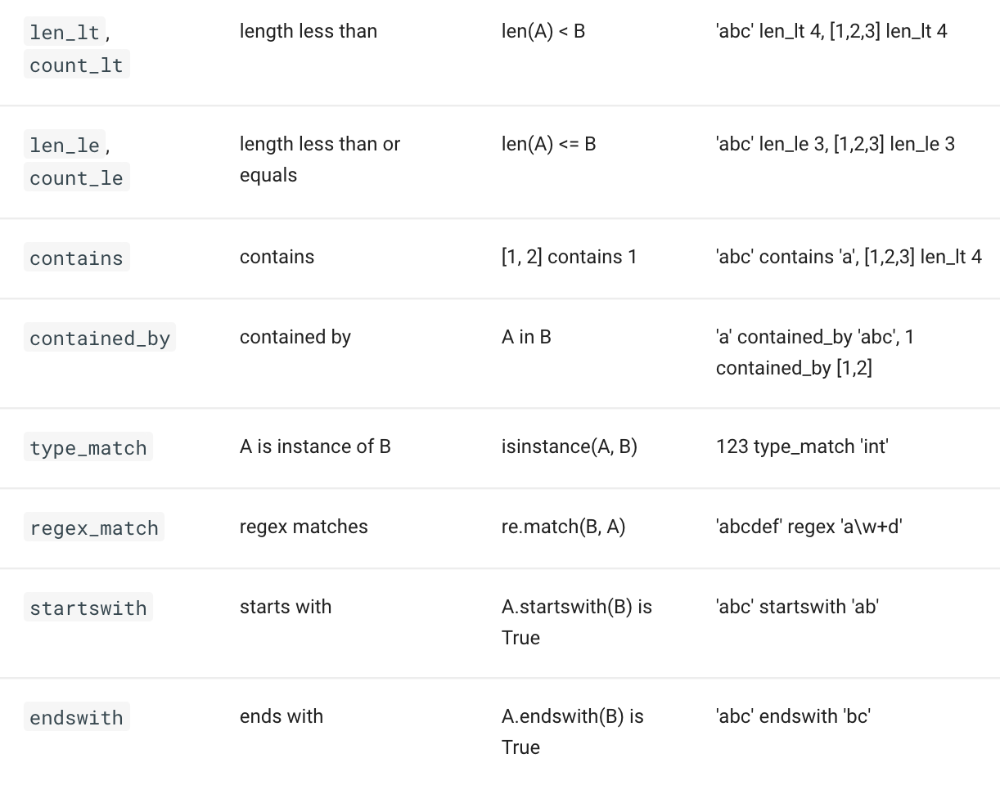 len_lt, length less than len(A) < B 'abc' len_lt 4, [1,2,3] len_lt 4
count_lt
len_le, length less than or len(A) <= B 'abc' len_le 3, [1,2,3] len_le 3
count_le equals
contains contains [1, 2] contains 1 'abc' contains 'a', [1,2,3] len_lt 4
contained_by contained by A in B 'a' contained_by 'abc', 1
contained_by [1,2]
type_match A is instance of B isinstance(A, B) 123 type_match 'int'
regex_match regex matches re.match(B, A) 'abcdef' regex 'a\w+d'
startswith starts with A.startswith(B) is 'abc' startswith 'ab'
True
endswith ends with A.endswith(B) is 'abc' endswith 'bc'
True